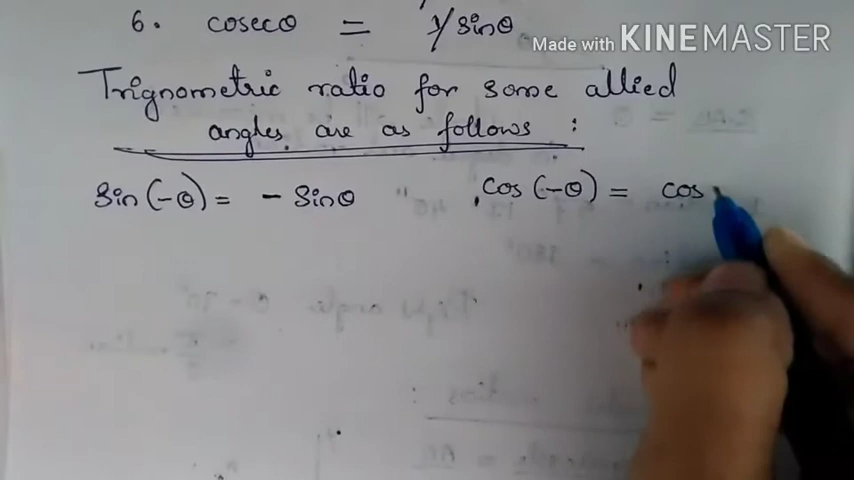 6. cosecθ = 1/sinθ
Made with KINEMASTER
Trignometric ratio for some allied
angles are as follows :
sin(-θ) = - sinθ cos(-θ) = cos